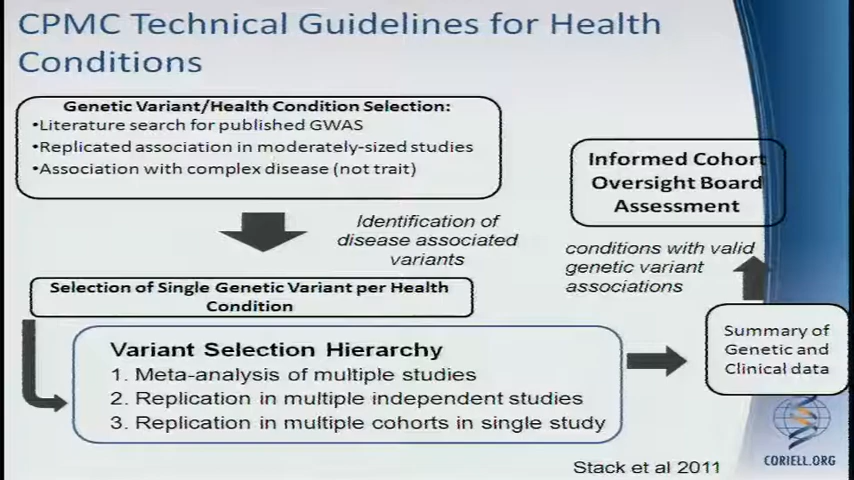 CPMC Technical Guidelines for Health
Conditions
Genetic Variant/Health Condition Selection:
•Literature search for published GWAS
•Replicated association in moderately-sized studies
•Association with complex disease (not trait)
Identification of
disease associated
variants
Selection of Single Genetic Variant per Health
Condition
Variant Selection Hierarchy
1. Meta-analysis of multiple studies
2. Replication in multiple independent studies
3. Replication in multiple cohorts in single study
Summary of
Genetic and
Clinical data
conditions with valid
genetic variant
associations
Informed Cohort
Oversight Board
Assessment
Stack et al 2011
CORIELL.ORG